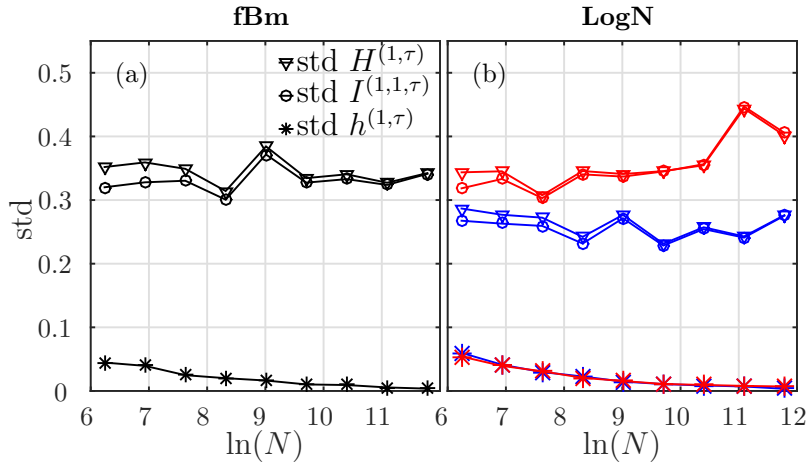 fBm
LogN
(a)
(b)
std H^{(1,τ)}
std I^{(1,1,τ)}
std h^{(1,τ)}
std
0.5
0.4
0.3
0.2
0.1
0
6 7 8 9 10 11
6 7 8 9 10 11 12
ln(N)
ln(N)